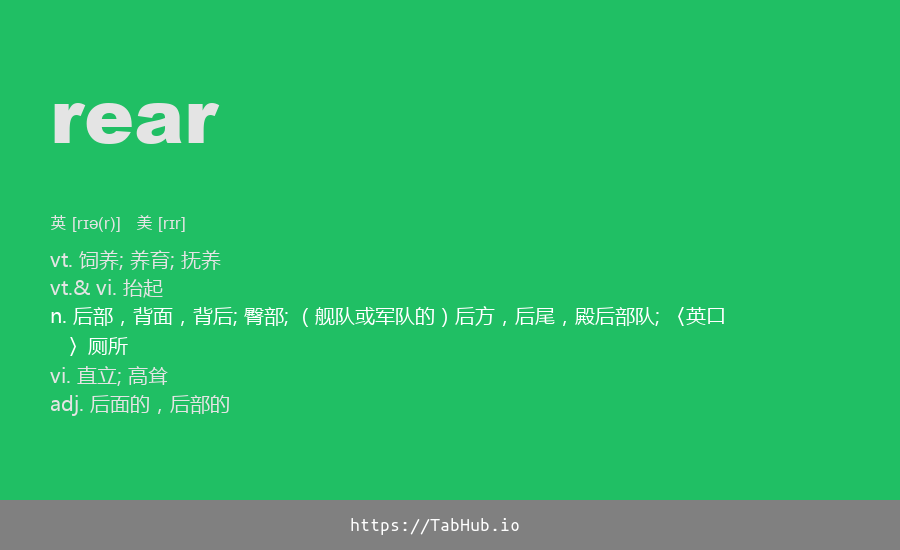 rear
英 [rɪə(r)] 美 [rɪr]
vt. 饲养; 养育; 抚养
vt.& vi. 抬起
n. 后部，背面，背后; 臀部; （舰队或军队的）后方，后尾，殿后部队; 〈英口
〉厕所
vi. 直立; 高耸
adj. 后面的，后部的
https://TabHub.io